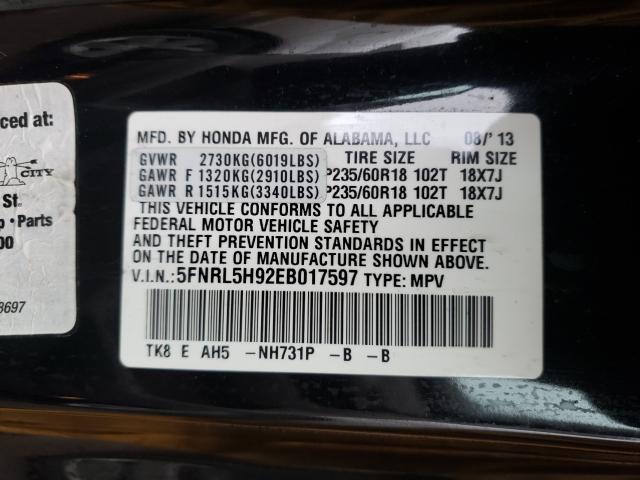 ced at:
CITY
St.
p • Parts
00
8697
MFD. BY HONDA MFG. OF ALABAMA, LLC 08/'13
GVWR 2730KG(6019LBS) TIRE SIZE RIM SIZE
GAWR F 1320KG(2910LBS) P235/60R18 102T 18X7J
GAWR R 1515KG(3340LBS) P235/60R18 102T 18X7J
THIS VEHICLE CONFORMS TO ALL APPLICABLE
FEDERAL MOTOR VEHICLE SAFETY
AND THEFT PREVENTION STANDARDS IN EFFECT
ON THE DATE OF MANUFACTURE SHOWN ABOVE.
V.I.N.:5FNRL5H92EB017597 TYPE: MPV
TK8 E AH5 -NH731P -B -B